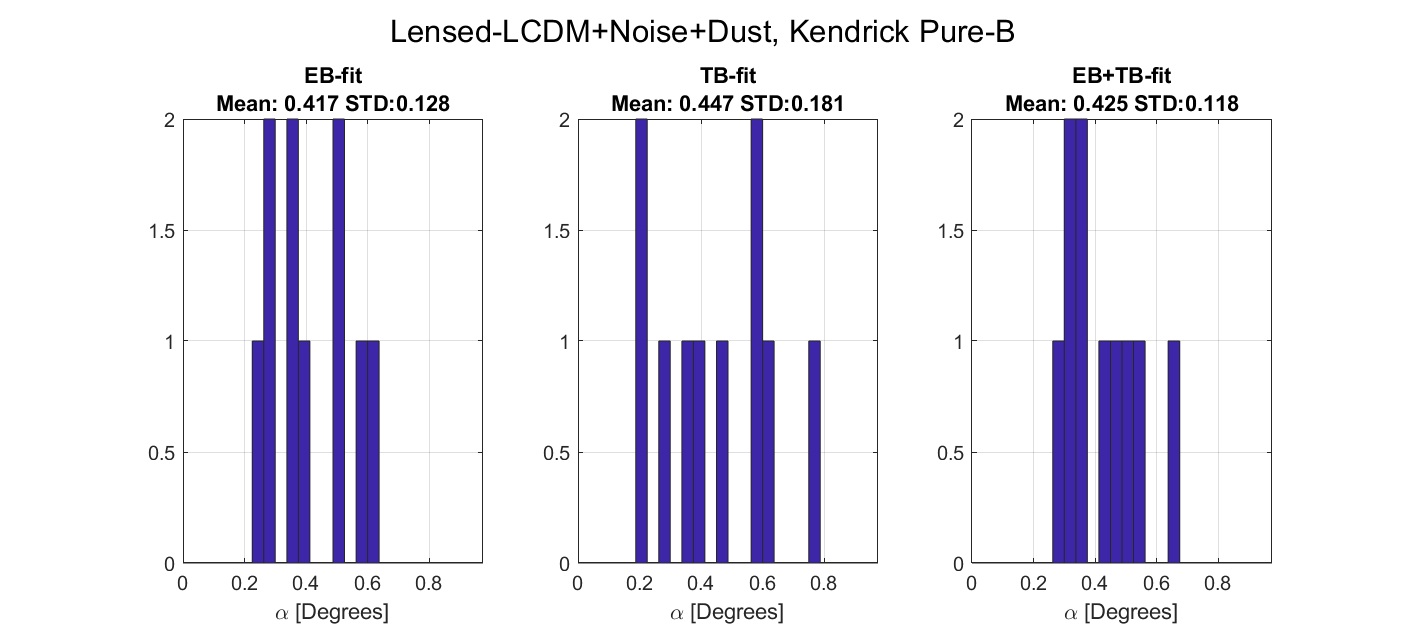 Lensed-LCDM+Noise+Dust, Kendrick Pure-B
EB-fit
Mean: 0.417 STD:0.128
2
1.5
1
0.5
0
0 0.2 0.4 0.6 0.8
α [Degrees]
TB-fit
Mean: 0.447 STD:0.181
2
1.5
1
0.5
0
0 0.2 0.4 0.6 0.8
α [Degrees]
EB+TB-fit
Mean: 0.425 STD:0.118
2
1.5
1
0.5
0
0 0.2 0.4 0.6 0.8
α [Degrees]